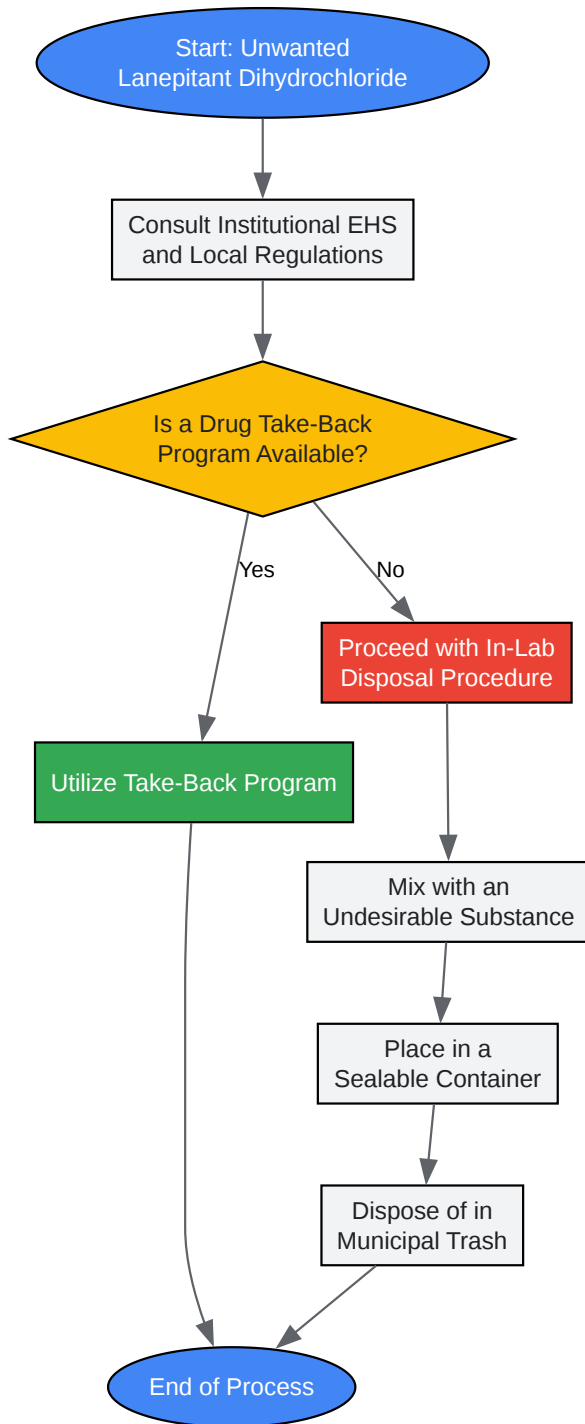 Start: Unwanted
Lanepitant Dihydrochloride
Consult Institutional EHS
and Local Regulations
Is a Drug Take-Back
Program Available?
Yes
No
Proceed with In-Lab
Disposal Procedure
Utilize Take-Back Program
Mix with an
Undesirable Substance
Place in a
Sealable Container
Dispose of in
Municipal Trash
End of Process